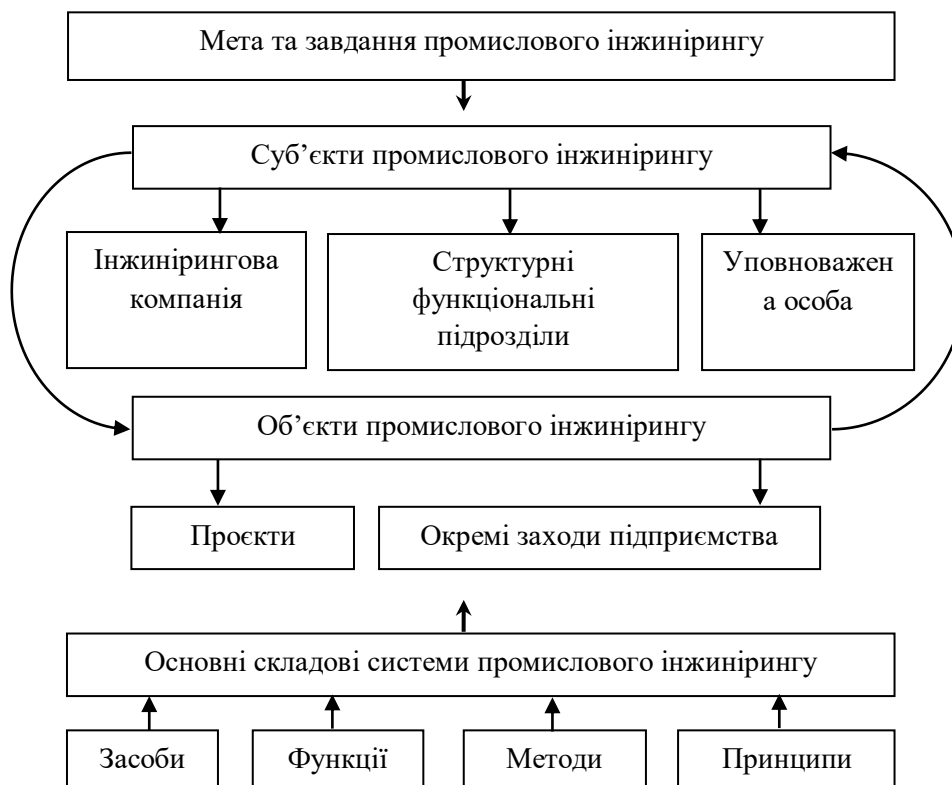 Мета та завдання промислового інжинірингу
Суб’єкти промислового інжинірингу
Інжинірингова
компанія
Структурні
функціональні
підрозділи
Уповноважен
а особа
Об’єкти промислового інжинірингу
Проєкти
Окремі заходи підприємства
Основні складові системи промислового інжинірингу
Засоби
Функції
Методи
Принципи